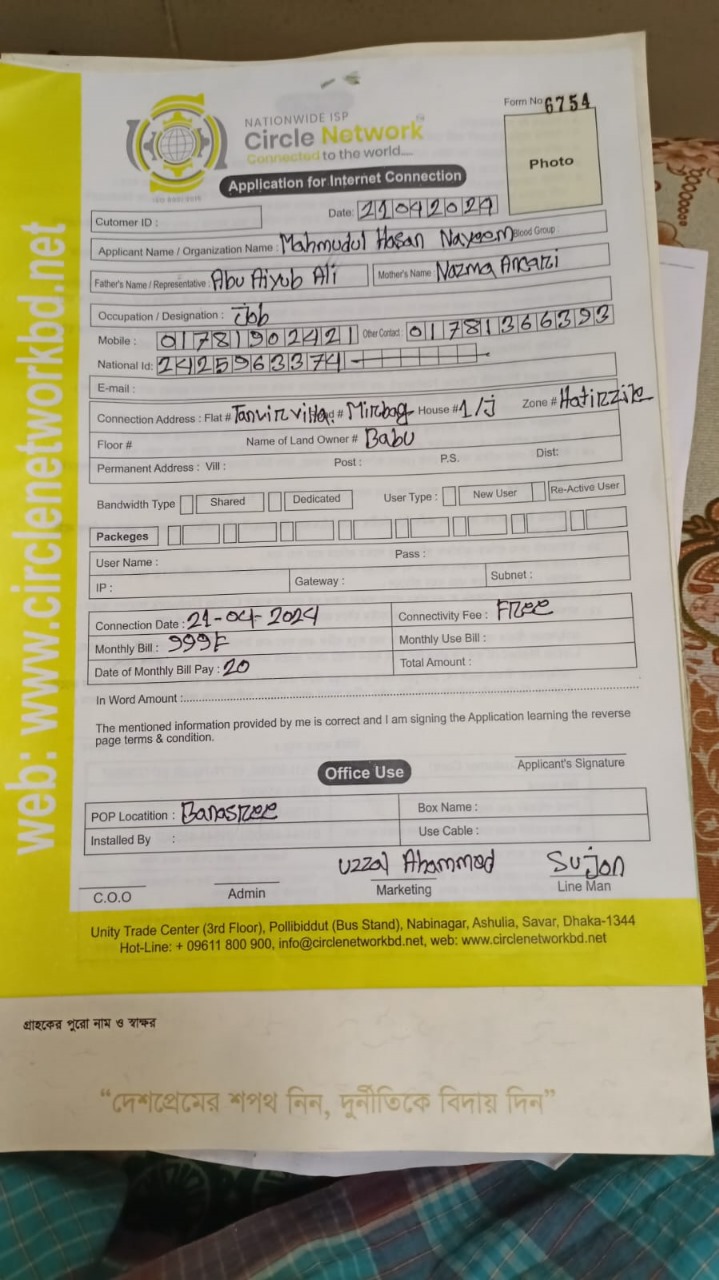 Form No 6754
NATIONWIDE ISP
Circle Network
Connected to the world....
Photo
Application for Internet Connection
Date: 21042024
Cutomer ID :
Applicant Name / Organization Name : Mahmudul Hasan Nayeem Blood Group :
Father's Name / Representative : Abu Aiyub Ali Mother's Name Nazma
Occupation / Designation : Job
Mobile : 01781902421 Other Contact : 01781366393
National Id: 2425963374
E-mail :
Connection Address : Flat # Tanvir villa # Mirbag House # 1/J Zone # Hatirzile
Floor # Name of Land Owner # Babu
Permanent Address : Vill : Post : P.S. Dist:
Bandwidth Type Shared Dedicated User Type : New User Re-Active User
Packeges
User Name : Pass :
IP : Gateway : Subnet :
Connection Date : 21-04-2024 Connectivity Fee : Free
Monthly Bill : 999৳ Monthly Use Bill :
Date of Monthly Bill Pay : 20 Total Amount :
In Word Amount :
The mentioned information provided by me is correct and I am signing the Application learning the reverse
page terms & condition.
Applicant's Signature
Office Use
POP Locatition : Banasree Box Name :
Installed By : Use Cable :
Uzzal Ahammed Sujon
C.O.O Admin Marketing Line Man
Unity Trade Center (3rd Floor), Pollibiddut (Bus Stand), Nabinagar, Ashulia, Savar, Dhaka-1344
Hot-Line: + 09611 800 900, info@circlenetworkbd.net, web: www.circlenetworkbd.net
web: www.circlenetworkbd.net
গ্রাহকের পুরো নাম ও স্বাক্ষর
“দেশপ্রেমের শপথ নিন, দুর্নীতিকে বিদায় দিন”